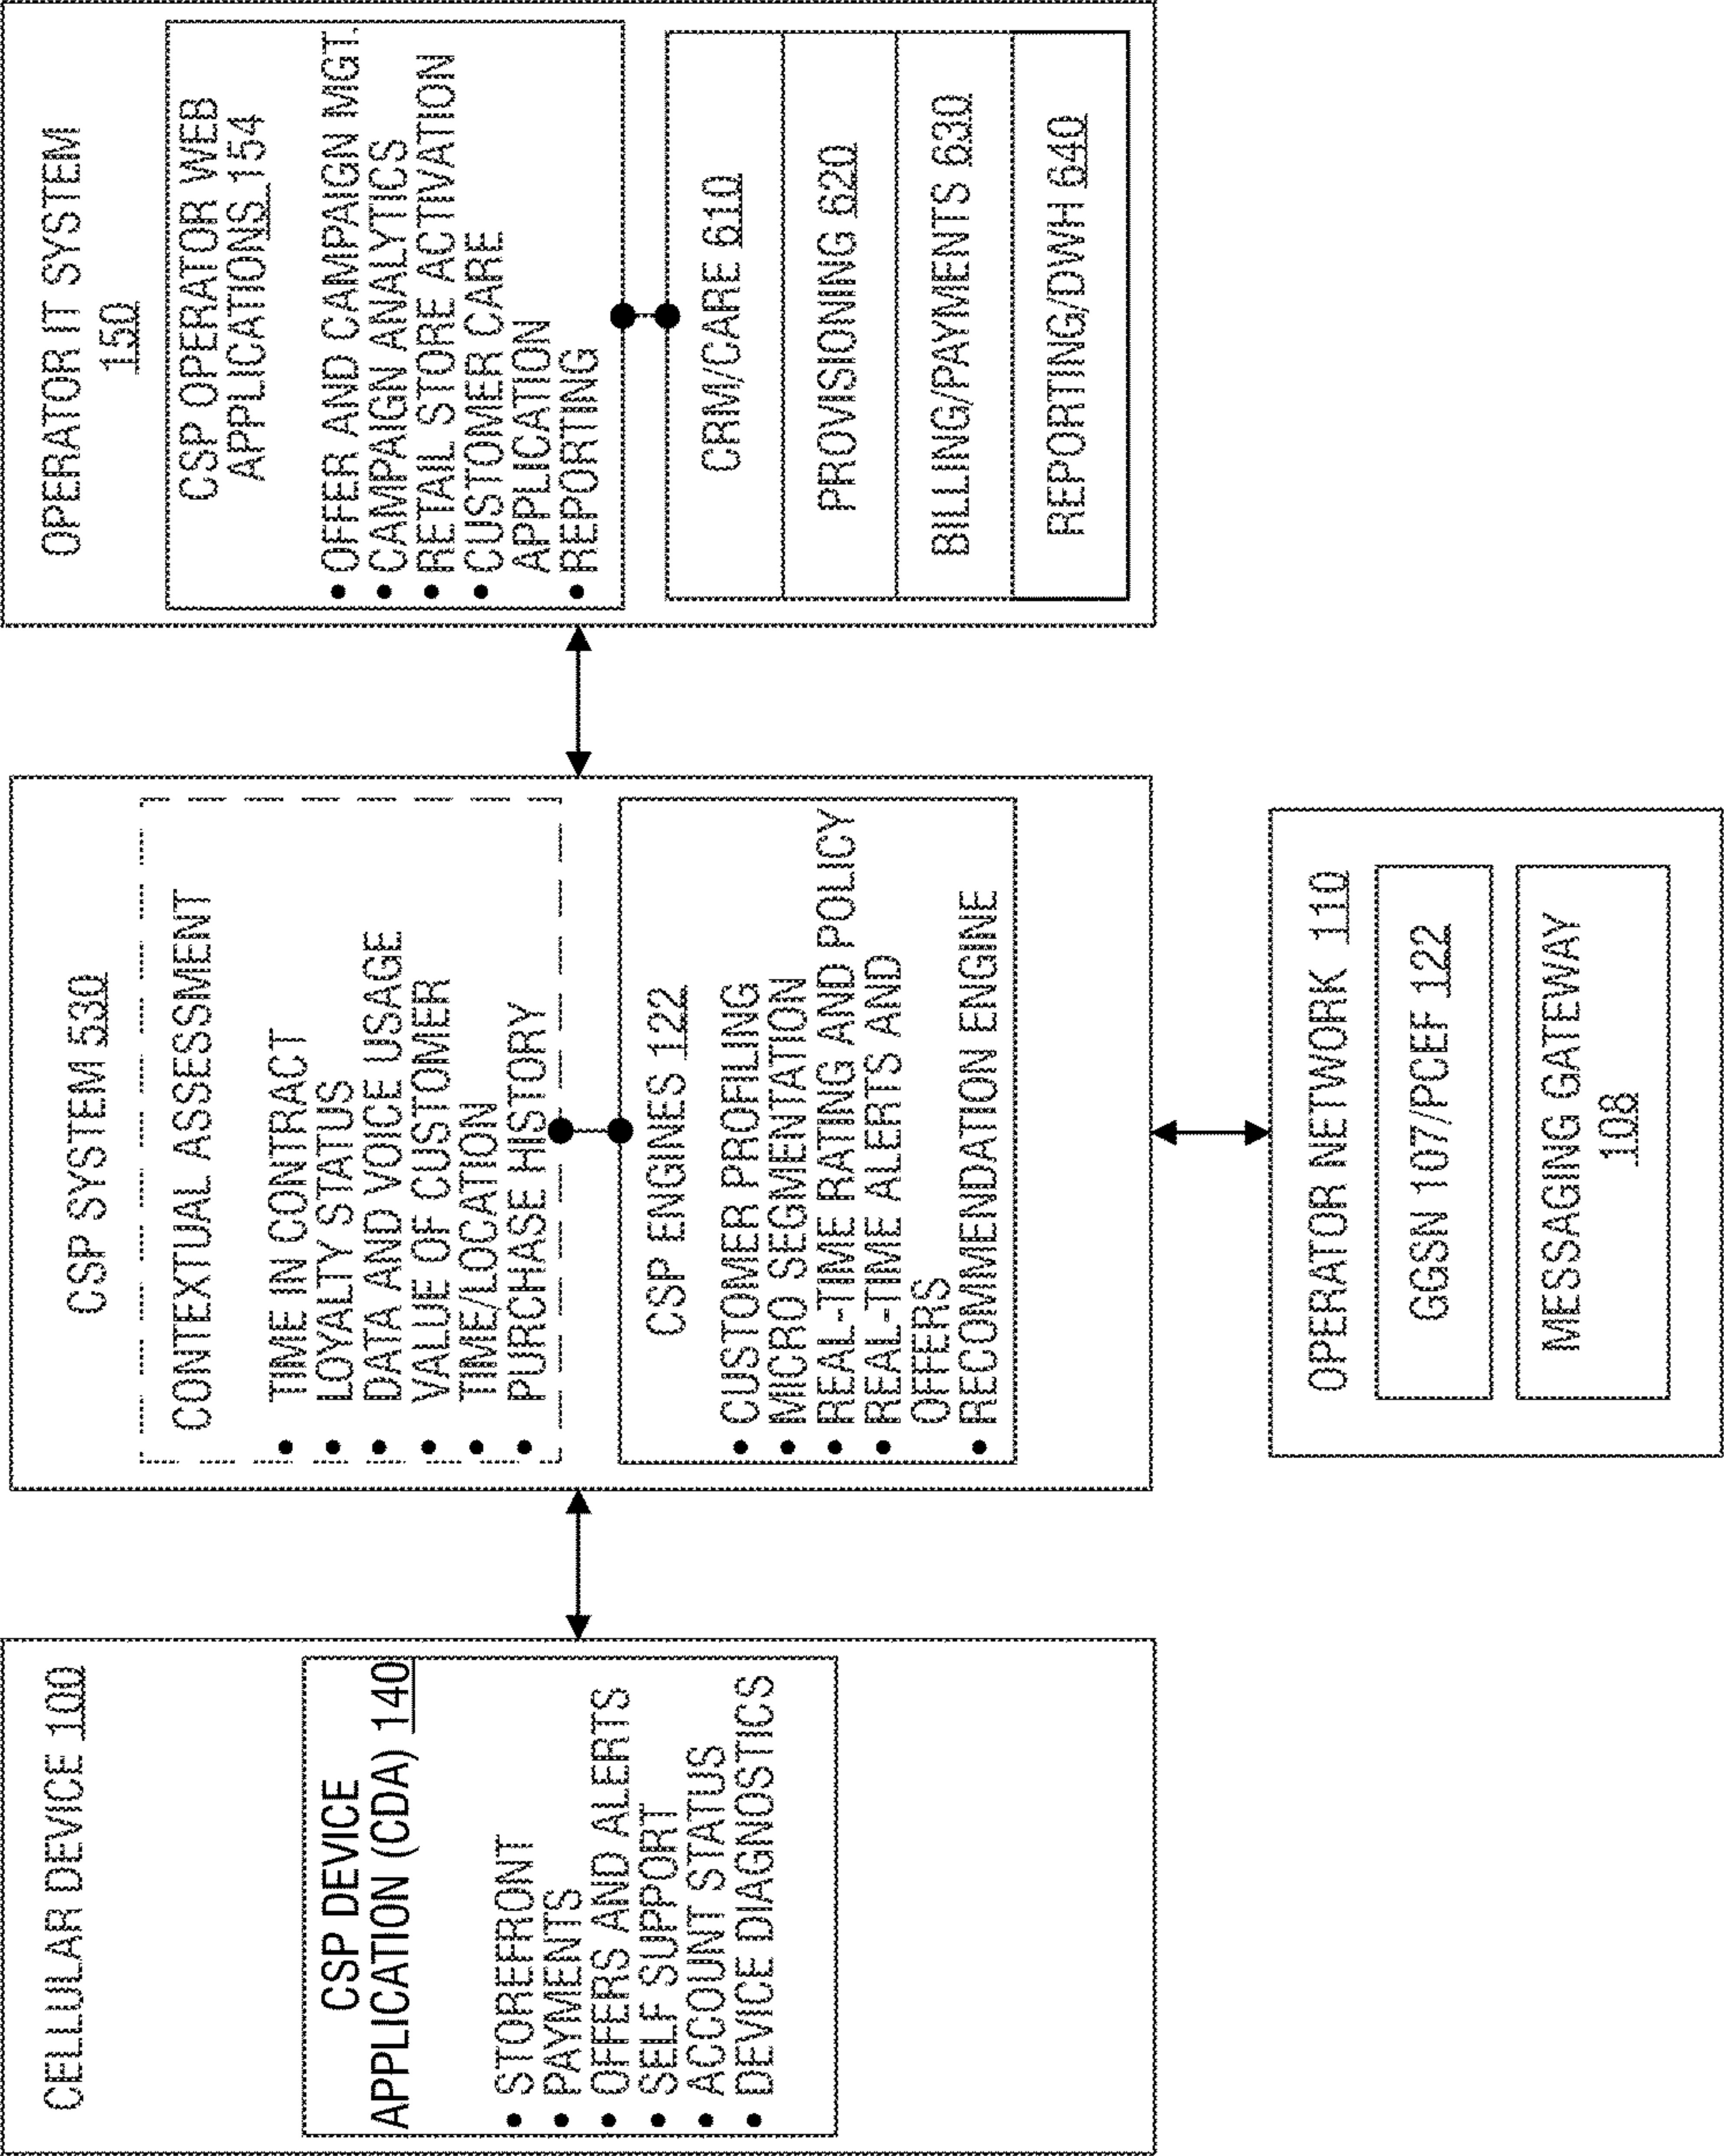 CELLULAR DEVICE 100
CSP DEVICE
APPLICATION (CDA) 140
• STOREFRONT
• PAYMENTS
• OFFERS AND ALERTS
• SELF SUPPORT
• ACCOUNT STATUS
• DEVICE DIAGNOSTICS
CSP SYSTEM 530
CONTEXTUAL ASSESSMENT
• TIME IN CONTRACT
• LOYALTY STATUS
• DATA AND VOICE USAGE
• VALUE OF CUSTOMER
• TIME/LOCATION
• PURCHASE HISTORY
CSP ENGINES 122
• CUSTOMER PROFILING
• MICRO SEGMENTATION
• REAL-TIME RATING AND POLICY
• REAL-TIME ALERTS AND
OFFERS
• RECOMMENDATION ENGINE
OPERATOR NETWORK 110
GGSN 107/PCEF 122
MESSAGING GATEWAY
108
OPERATOR IT SYSTEM
150
CSP OPERATOR WEB
APPLICATIONS 154
• OFFER AND CAMPAIGN MGT.
• CAMPAIGN ANALYTICS
• RETAIL STORE ACTIVATION
• CUSTOMER CARE
APPLICATION
• REPORTING
CRM/CARE 610
PROVISIONING 620
BILLING/PAYMENTS 630
REPORTING/DWH 640